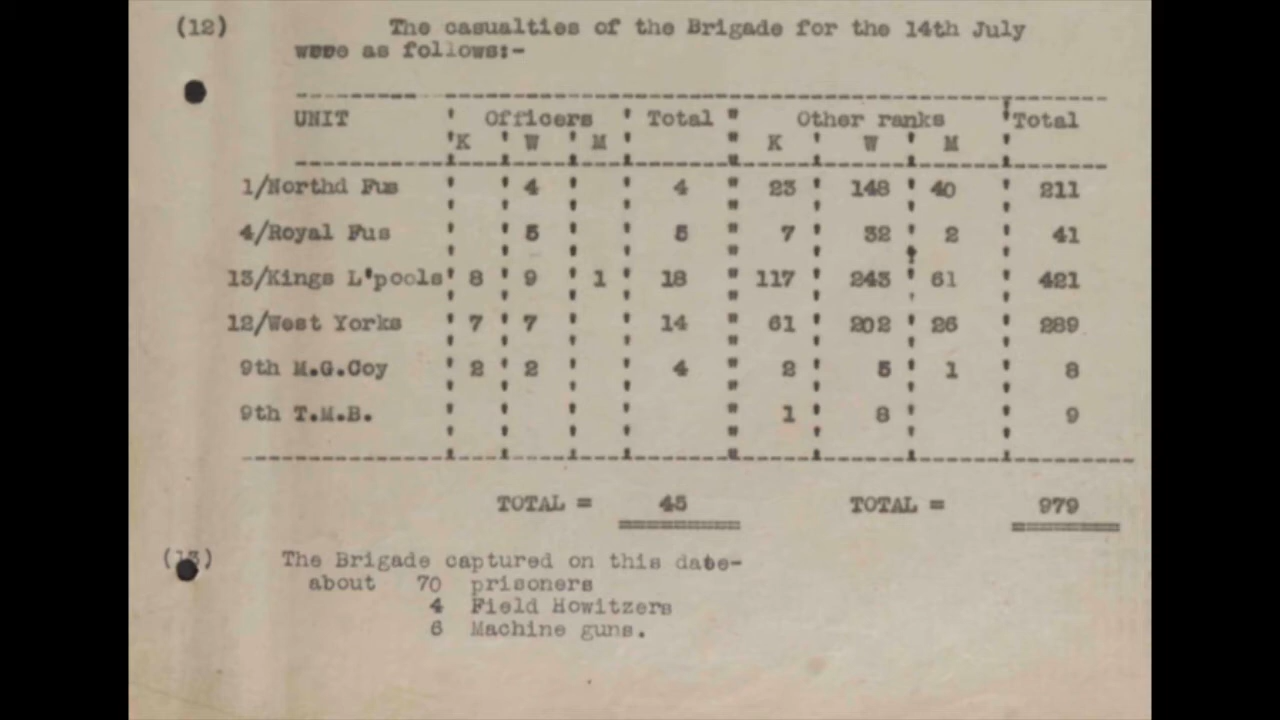 (12) The casualties of the Brigade for the 14th July
were as follows:-
UNIT Officers Total Other ranks Total
K W M K W M
1/Northd Fus 4 4 23 148 40 211
4/Royal Fus 5 5 7 32 2 41
13/Kings L'pools 8 9 1 18 117 243 61 421
12/West Yorks 7 7 14 61 202 26 289
9th M.G.Coy 2 2 4 2 5 1 8
9th T.M.B. 1 8 9
TOTAL = 45 TOTAL = 979
(13) The Brigade captured on this date-
about 70 prisoners
4 Field Howitzers
6 Machine guns.